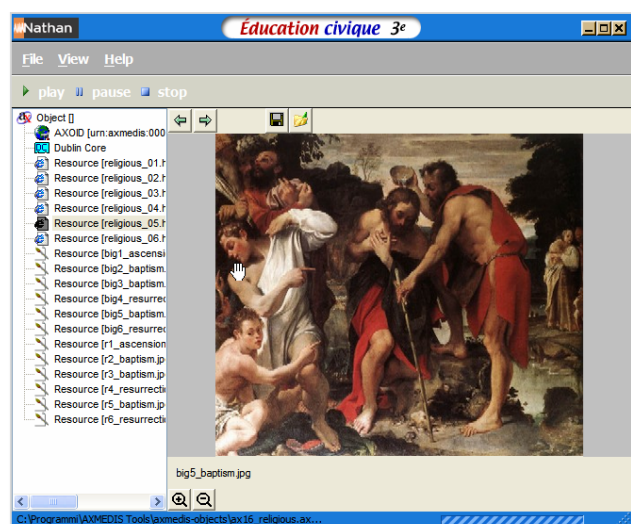 Nathan
Éducation civique 3e
File View Help
play pause stop
Object []
AXOID [urn:axmedis:000
DC Dublin Core
Resource [religious_01.h
Resource [religious_02.h
Resource [religious_03.h
Resource [religious_04.h
Resource [religious_05.h
Resource [religious_06.h
Resource [big1_ascensi
Resource [big2_baptism.
Resource [big3_baptism.
Resource [big4_resurrec
Resource [big5_baptism.
Resource [big6_resurrec
Resource [r1_ascension
Resource [r2_baptism.jp
Resource [r3_baptism.jp
Resource [r4_resurrecti
Resource [r5_baptism.jp
Resource [r6_resurrecti
big5_baptism.jpg
C:\Programmi\AXMEDIS Tools\axmedis-objects\ax16_religious.ax...